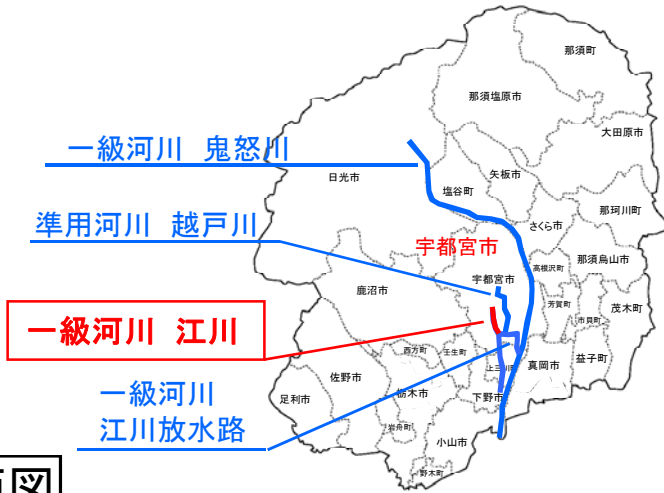 那須町
那須塩原市
大田原市
一級河川 鬼怒川
日光市
矢板市
塩谷町
那珂川町
さくら市
準用河川 越戸川
宇都宮市
那須烏山市
高根沢町
宇都宮市
鹿沼市
芳賀町
茂木町
市貝町
一級河川 江川
西方町
壬生町
益子町
真岡市
上三川町
佐野市
一級河川
江川放水路
栃木市
下野市
足利市
岩舟町
小山市
野木町
図